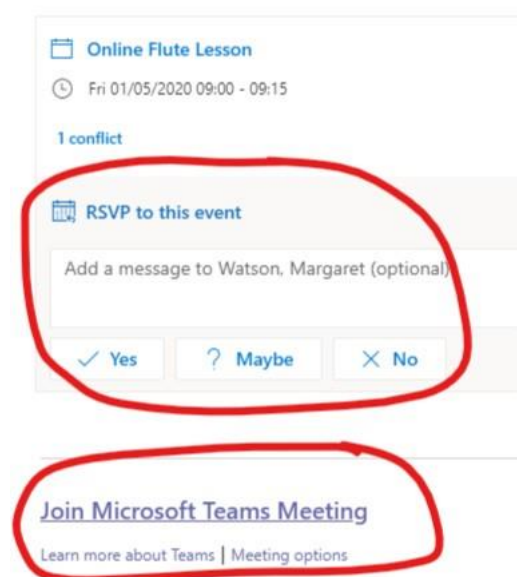 Online Flute Lesson
Fri 01/05/2020 09:00 - 09:15
1 conflict
RSVP to this event
Add a message to Watson, Margaret (optional)
Yes ? Maybe No
Join Microsoft Teams Meeting
Learn more about Teams | Meeting options